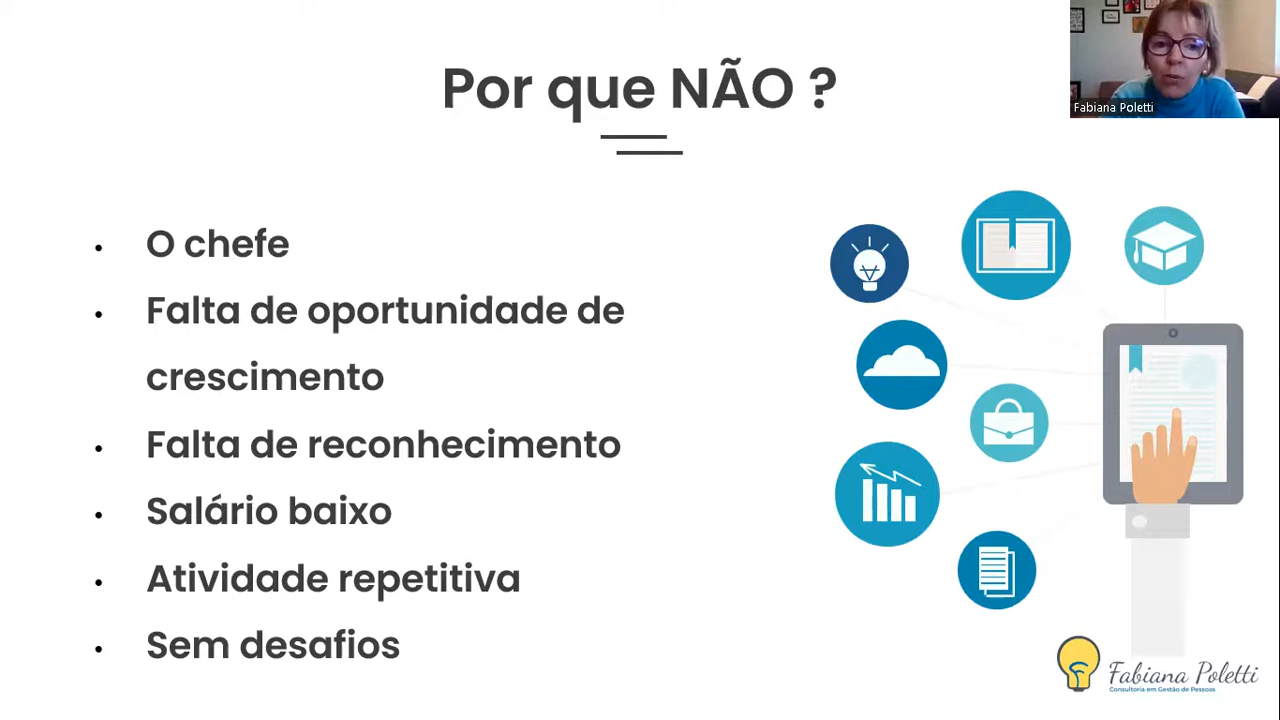 Por que NÃO ?
Fabiana Poletti
• O chefe
• Falta de oportunidade de
crescimento
• Falta de reconhecimento
• Salário baixo
• Atividade repetitiva
• Sem desafios
Fabiana Poletti
Consultoria em Gestão de Pessoas